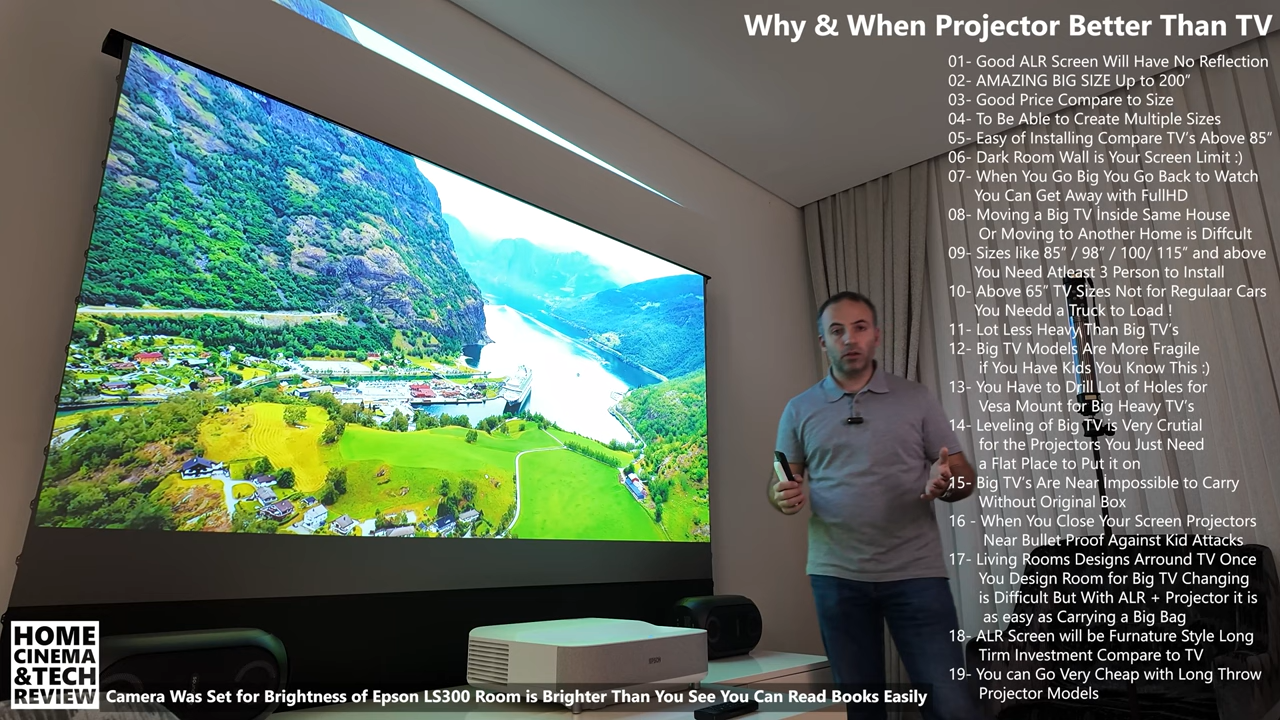 Why & When Projector Better Than TV
01- Good ALR Screen Will Have No Reflection
02- AMAZING BIG SIZE Up to 200”
03- Good Price Compare to Size
04- To Be Able to Create Multiple Sizes
05- Easy of Installing Compare TV’s Above 85”
06- Dark Room Wall is Your Screen Limit :)
07- When You Go Big You Go Back to Watch
You Can Get Away with FullHD
08- Moving a Big TV Inside Same House
Or Moving to Another Home is Diffcult
09- Sizes like 85” / 98” / 100/ 115” and above
You Need Atleast 3 Person to Install
10- Above 65” TV Sizes Not for Regulaar Cars
You Needd a Truck to Load !
11- Lot Less Heavy Than Big TV’s
12- Big TV Models Are More Fragile
if You Have Kids You Know This :)
13- You Have to Drill Lot of Holes for
Vesa Mount for Big Heavy TV’s
14- Leveling of Big TV is Very Crutial
for the Projectors You Just Need
a Flat Place to Put it on
15- Big TV’s Are Near Impossible to Carry
Without Original Box
16 - When You Close Your Screen Projectors
Near Bullet Proof Against Kid Attacks
17- Living Rooms Designs Arround TV Once
You Design Room for Big TV Changing
is Difficult But With ALR + Projector it is
as easy as Carrying a Big Bag
18- ALR Screen will be Furnature Style Long
Tirm Investment Compare to TV
19- You can Go Very Cheap with Long Throw
Projector Models
EPSON
HOME
CINEMA
&TECH
REVIEW
Camera Was Set for Brightness of Epson LS300 Room is Brighter Than You See You Can Read Books Easily